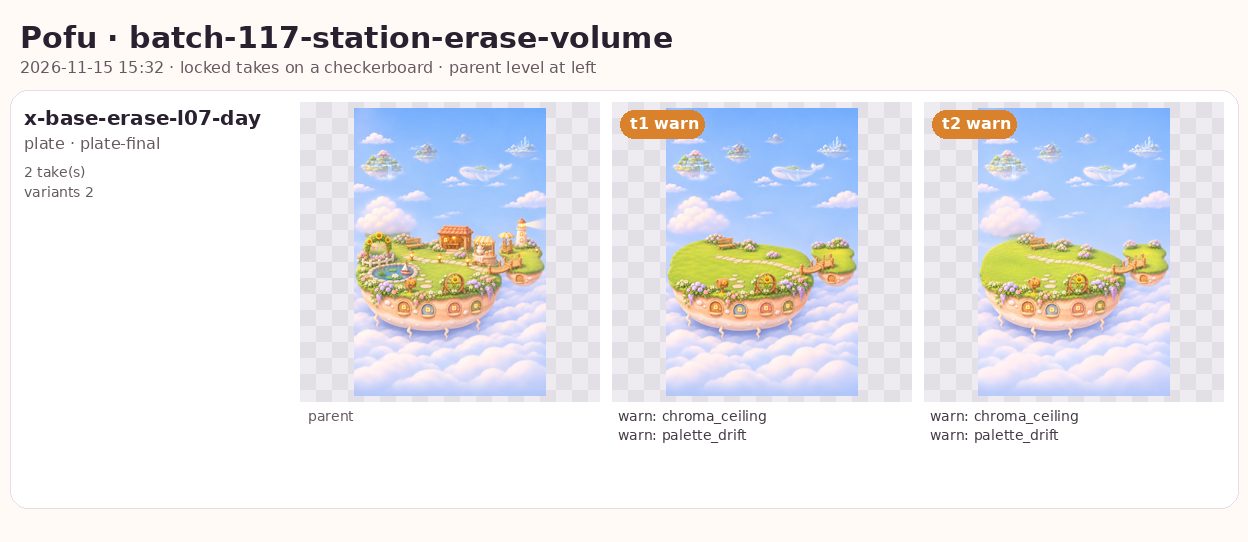 Pofu · batch-117-station-erase-volume
2026-11-15 15:32 · locked takes on a checkerboard · parent level at left
x-base-erase-l07-day
plate · plate-final
2 take(s)
variants 2
parent
t1 warn
warn: chroma_ceiling
warn: palette_drift
t2 warn
warn: chroma_ceiling
warn: palette_drift